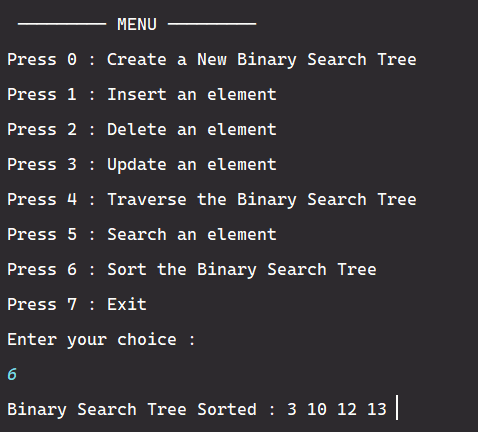 ───────── MENU ─────────
Press 0 : Create a New Binary Search Tree
Press 1 : Insert an element
Press 2 : Delete an element
Press 3 : Update an element
Press 4 : Traverse the Binary Search Tree
Press 5 : Search an element
Press 6 : Sort the Binary Search Tree
Press 7 : Exit
Enter your choice :
6
Binary Search Tree Sorted : 3 10 12 13